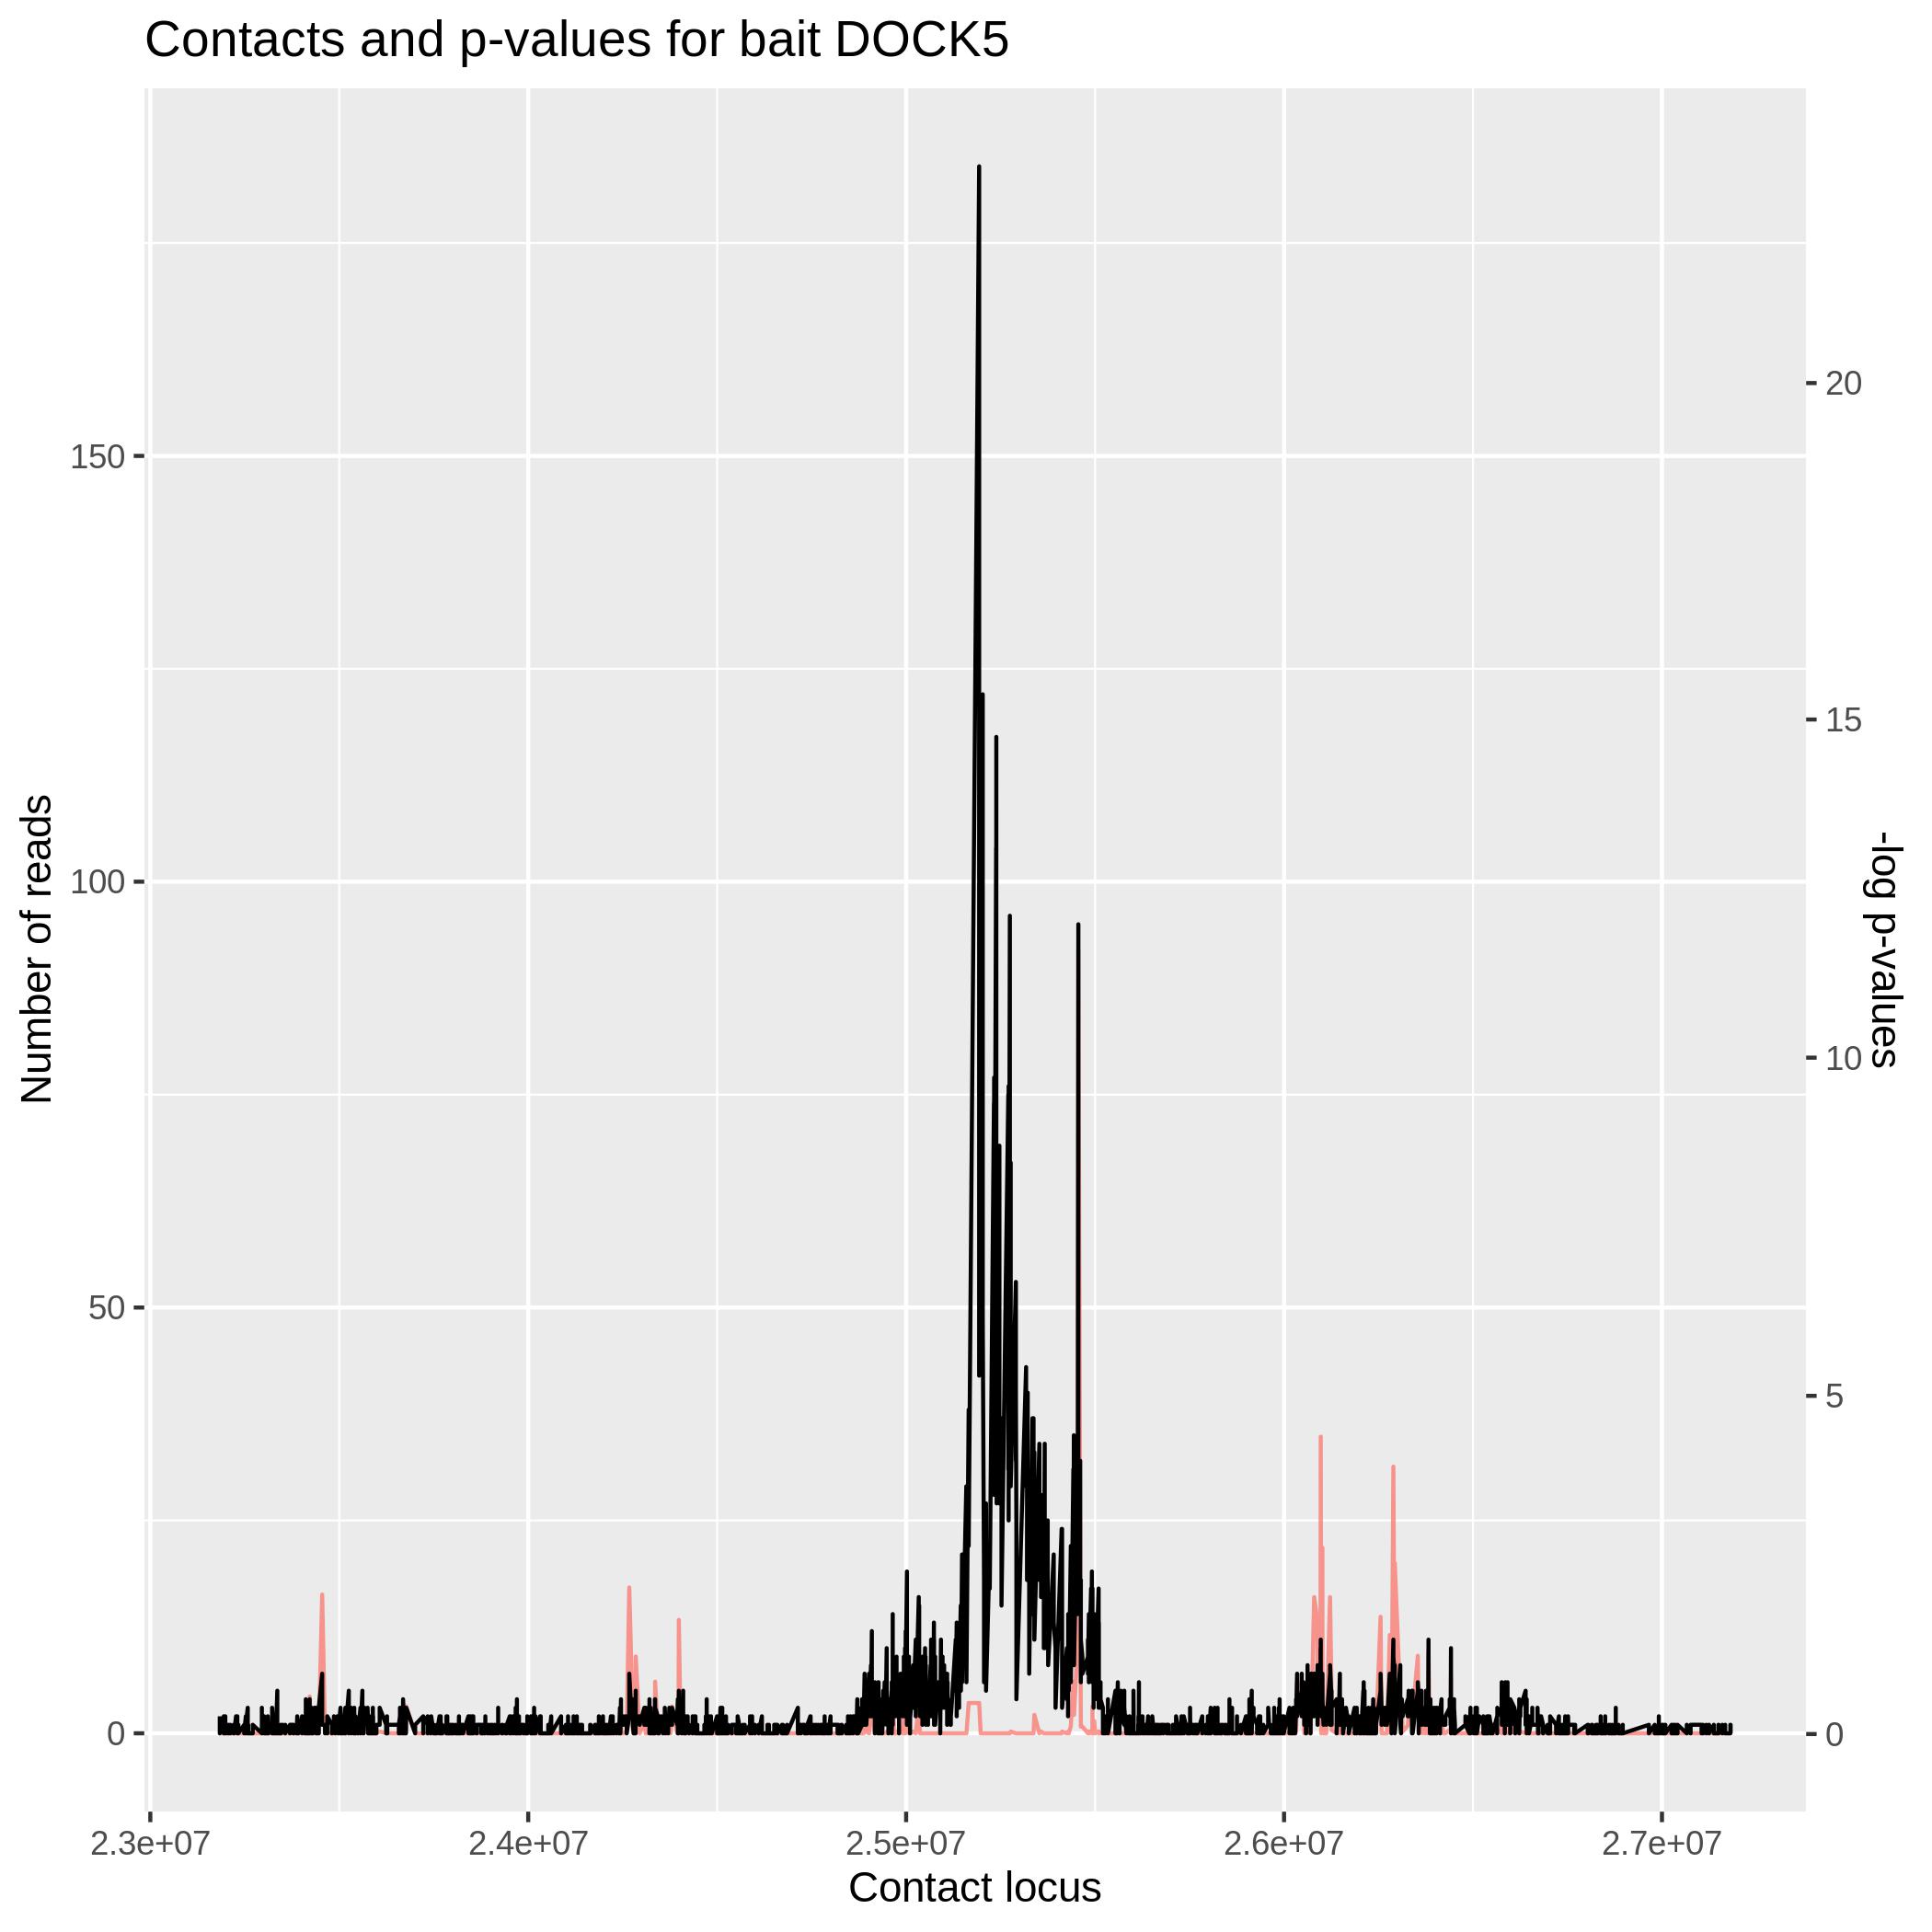 Contacts and p-values for bait DOCK5
Number of reads
150
100
50
0
20
15
10
5
0
-log p-values
2.3e+07
2.4e+07
2.5e+07
2.6e+07
2.7e+07
Contact locus